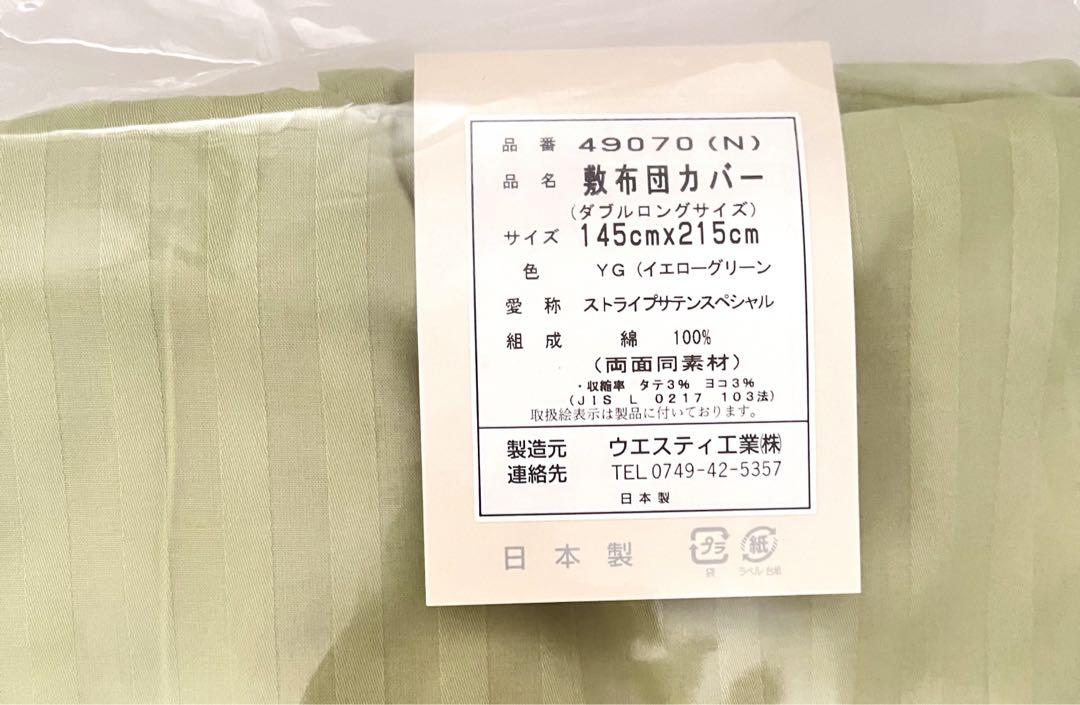 品番 49070(N)
品名 敷布団カバー
(ダブルロングサイズ)
サイズ 145cmx215cm
色 YG(イエローグリーン
愛称 ストライプサテンスペシャル
組成 綿 100%
(両面同素材)
・収縮率 タテ3% ヨコ3%
(JIS L 0217 103法)
取扱絵表示は製品に付いております。
製造元 ウエスティ工業㈱
連絡先 TEL 0749-42-5357
日本製
日本製
プラ 紙
袋 ラベル 台紙